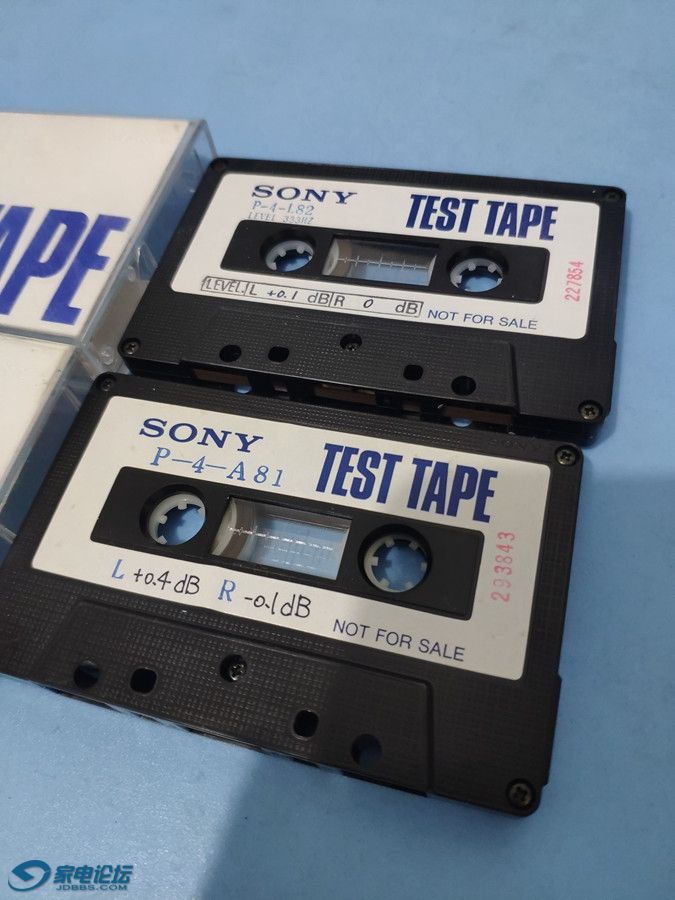 APE
SONY
TEST TAPE
P-4-L82
LEVEL 333HZ
LEVEL L +0.1 dB R 0 dB
NOT FOR SALE
227854
SONY
TEST TAPE
P-4-A81
L +0.4 dB R -0.1 dB
NOT FOR SALE
293843
家电论坛
JDBBS.COM